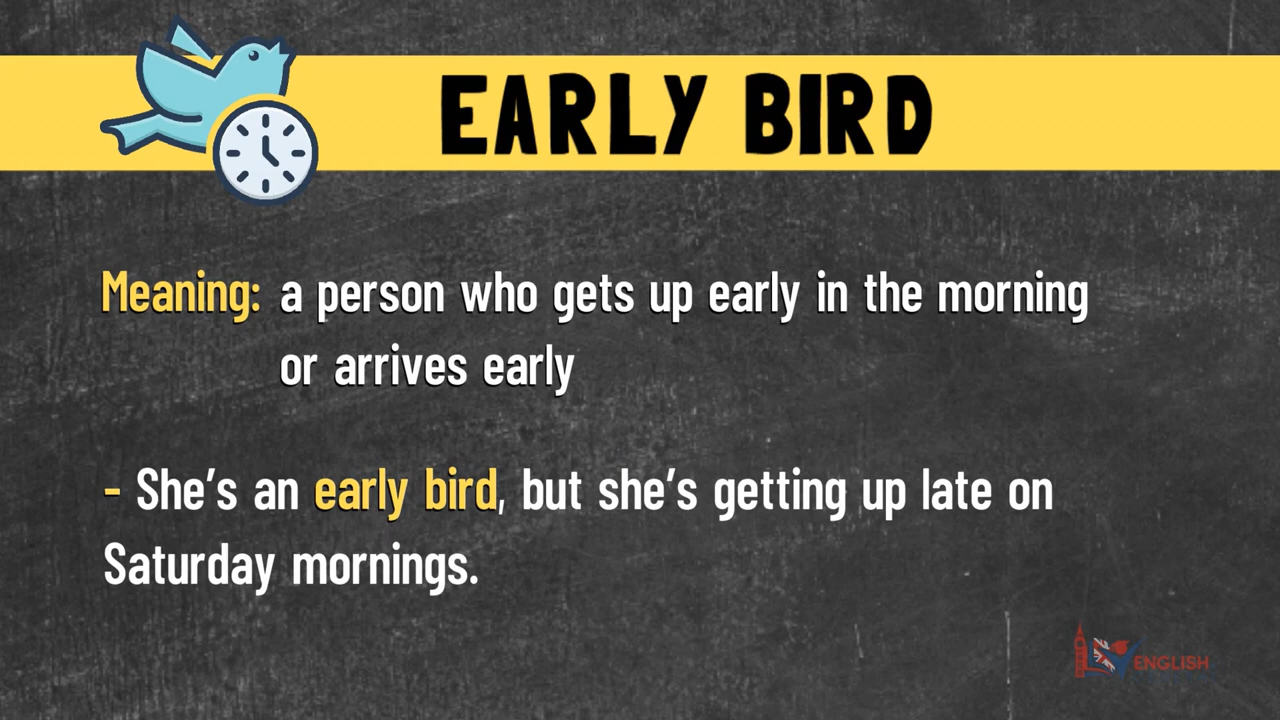 EARLY BIRD
Meaning: a person who gets up early in the morning
or arrives early
- She's an early bird, but she's getting up late on
Saturday mornings.
ENGLISH